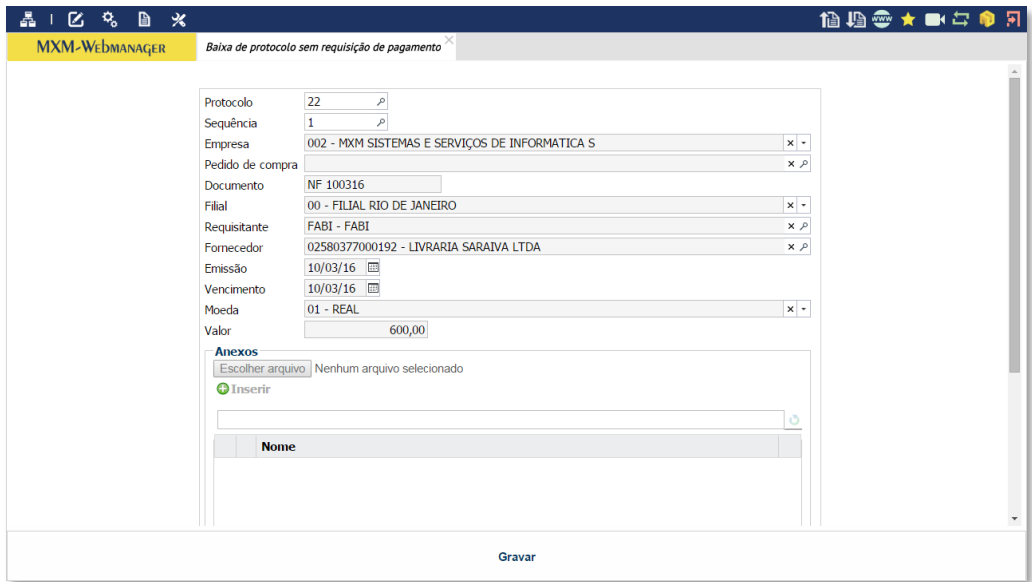 www
MXM-WEBMANAGER
Baixa de protocolo sem requisição de pagamento
Protocolo 22
Sequência 1
Empresa 002 - MXM SISTEMAS E SERVIÇOS DE INFORMATICA S
Pedido de compra
Documento NF 100316
Filial 00 - FILIAL RIO DE JANEIRO
Requisitante FABI - FABI
Fornecedor 02580377000192 - LIVRARIA SARAIVA LTDA
Emissão 10/03/16
Vencimento 10/03/16
Moeda 01 - REAL
Valor 600,00
Anexos
Escolher arquivo Nenhum arquivo selecionado
Inserir
Nome
Gravar